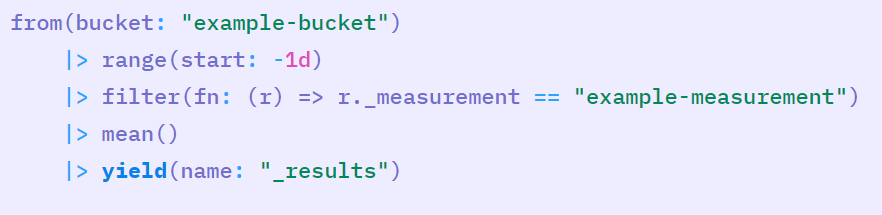 from(bucket: "example-bucket")
    |> range(start: -1d)
    |> filter(fn: (r) => r._measurement == "example-measurement")
    |> mean()
    |> yield(name: "_results")